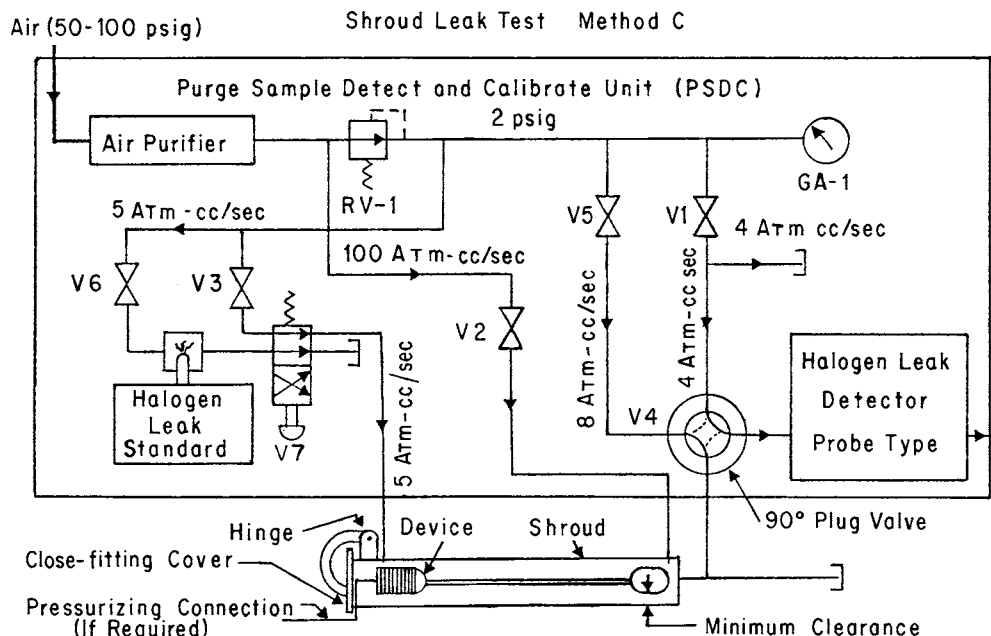 Shroud Leak Test Method C
Air (50-100 psig)
Purge Sample Detect and Calibrate Unit (PSDC)
2 psig
Air Purifier
RV-1
GA-1
5 ATM-cc/sec
V5
V1
4 ATM cc/sec
100 ATM-cc/sec
V6
V3
V2
8 ATM-cc/sec
4 ATM-cc sec
Halogen
Leak
Standard
V7
5 ATM-cc/sec
V4
Halogen Leak
Detector
Probe Type
90° Plug Valve
Hinge
Device
Shroud
Close-fitting Cover
Pressurizing Connection
(If Required)
Minimum Clearance